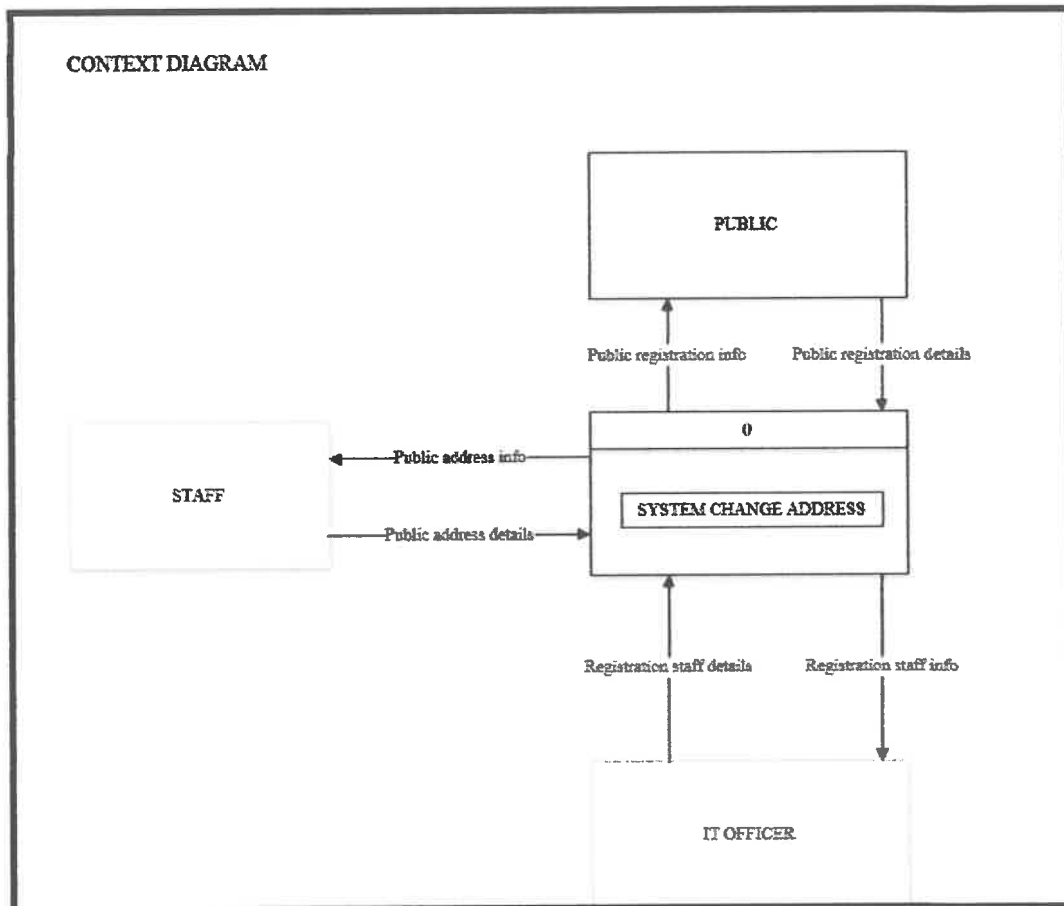 CONTEXT DIAGRAM
PUBLIC
Public registration info
Public registration details
0
Public address info
STAFF
SYSTEM CHANGE ADDRESS
Public address details
Registration staff details
Registration staff info
IT OFFICER